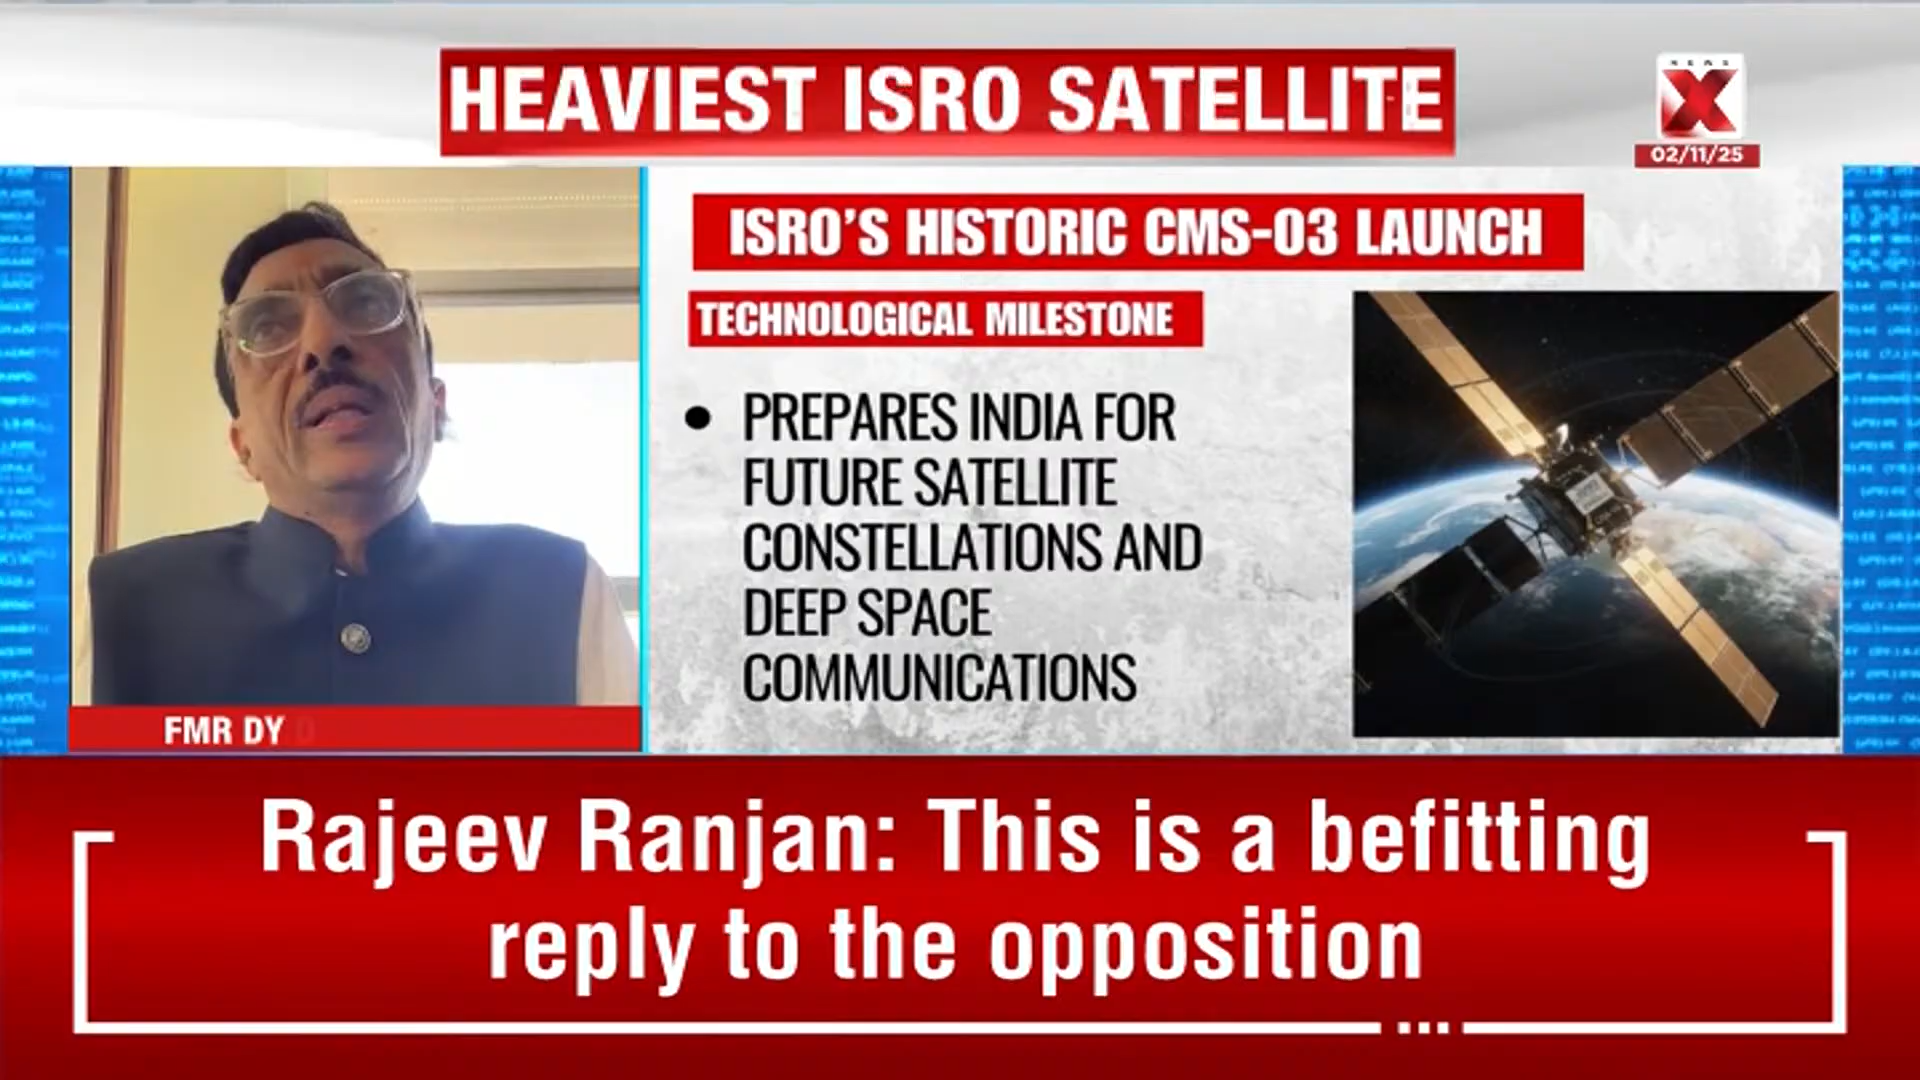 HEAVIEST ISRO SATELLITE
NEWS
X
02/11/25
ISRO'S HISTORIC CMS-03 LAUNCH
TECHNOLOGICAL MILESTONE
• PREPARES INDIA FOR
FUTURE SATELLITE
CONSTELLATIONS AND
DEEP SPACE
COMMUNICATIONS
FMR DY
Rajeev Ranjan: This is a befitting
reply to the opposition